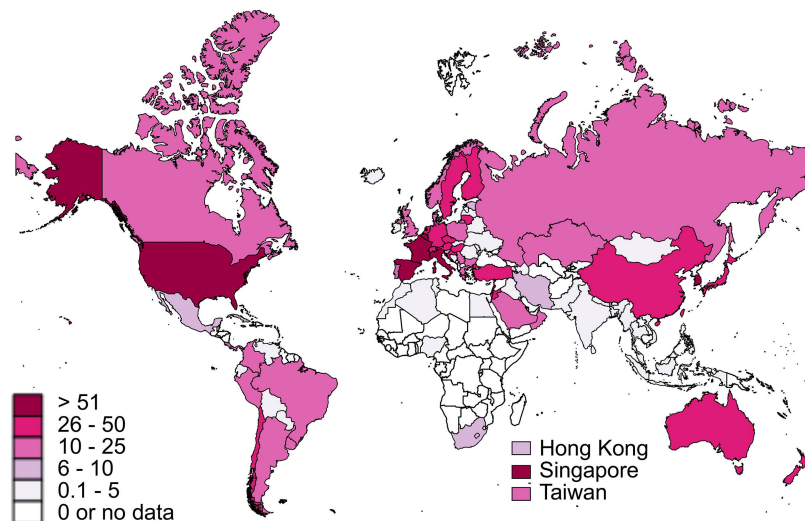 > 51
26 - 50
10 - 25
6 - 10
0.1 - 5
0 or no data
Hong Kong
Singapore
Taiwan